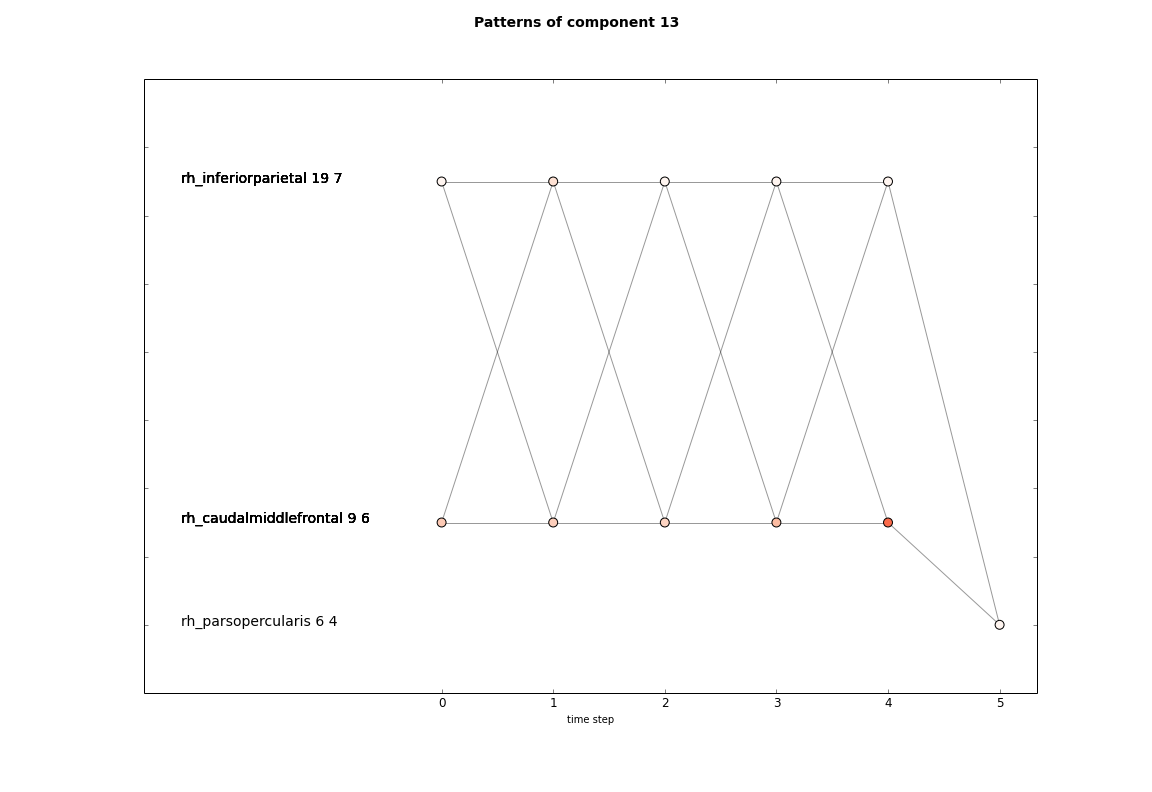 Patterns of component 13
rh_inferiorparietal 19 7
rh_caudalmiddlefrontal 9 6
rh_parsopercularis 6 4
0 1 2 3 4 5
time step